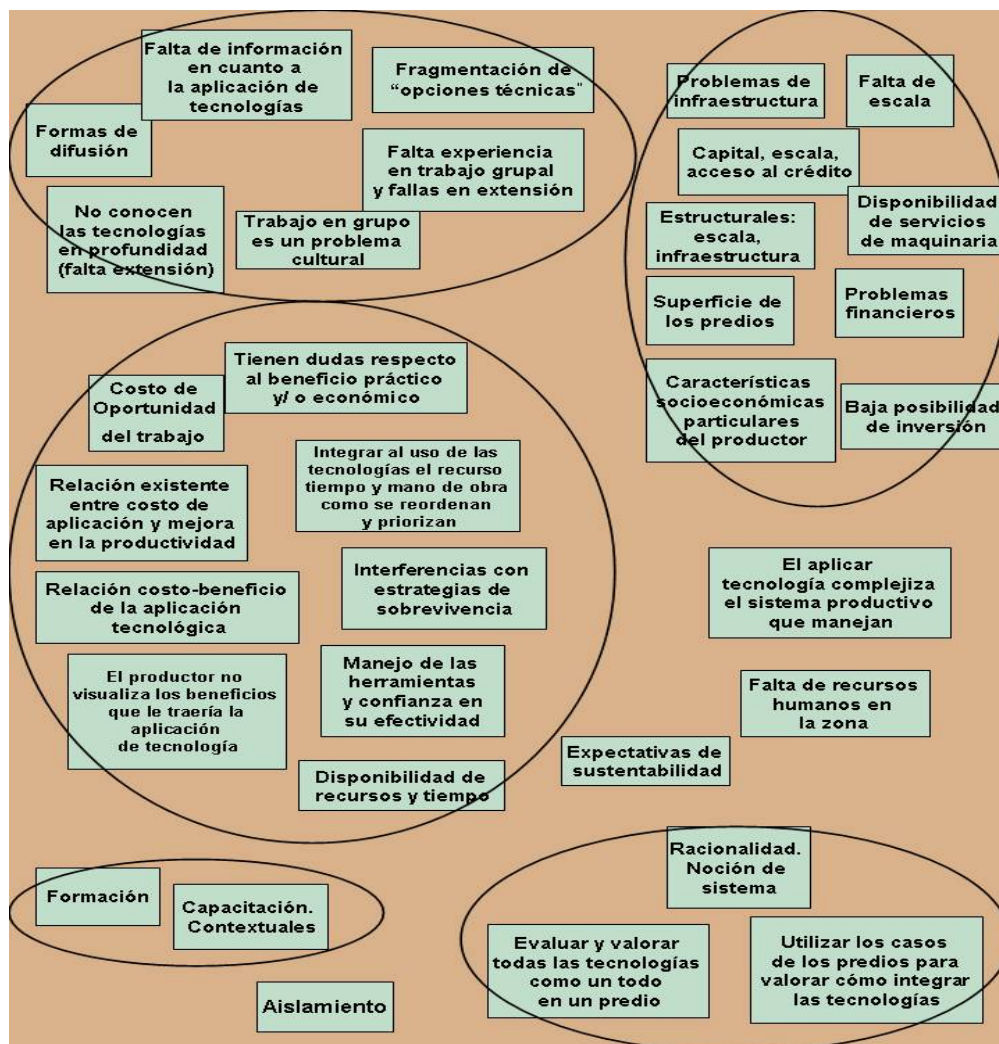 Falta de información
en cuanto a
la aplicación de
tecnologías
Fragmentación de
“opciones técnicas"
Formas de
difusión
Falta experiencia
en trabajo grupal
y fallas en extensión
No conocen
las tecnologías
en profundidad
(falta extensión)
Trabajo en grupo
es un problema
cultural
Problemas de
infraestructura
Falta de
escala
Capital, escala,
acceso al crédito
Disponibilidad
de servicios
de maquinaria
Estructurales:
escala,
infraestructura
Superficie de
los predios
Problemas
financieros
Características
socioeconómicas
particulares
del productor
Baja posibilidad
de inversión
Tienen dudas respecto
al beneficio práctico
y/ o económico
Costo de
Oportunidad
del trabajo
Integrar al uso de las
tecnologías el recurso
tiempo y mano de obra
como se reordenan
y priorizan
Relación existente
entre costo de
aplicación y mejora
en la productividad
Interferencias con
estrategias de
sobrevivencia
Relación costo-beneficio
de la aplicación
tecnológica
Manejo de las
herramientas
y confianza en
su efectividad
El productor no
visualiza los beneficios
que le traería la
aplicación
de tecnología
Disponibilidad de
recursos y tiempo
El aplicar
tecnología complejiza
el sistema productivo
que manejan
Falta de recursos
humanos en
la zona
Expectativas de
sustentabilidad
Formación
Capacitación.
Contextuales
Aislamiento
Racionalidad.
Noción de
sistema
Evaluar y valorar
todas las tecnologías
como un todo
en un predio
Utilizar los casos
de los predios para
valorar cómo integrar
las tecnologías